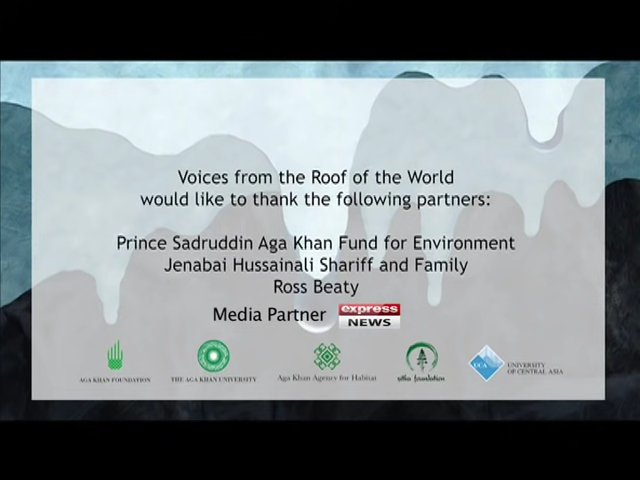 Voices from the Roof of the World
would like to thank the following partners:
Prince Sadruddin Aga Khan Fund for Environment
Jenabai Hussainali Shariff and Family
Ross Beaty
Media Partner express NEWS
AGA KHAN FOUNDATION
THE AGA KHAN UNIVERSITY
Aga Khan Agency for Habitat
foundation
UCA UNIVERSITY
OF CENTRAL ASIA